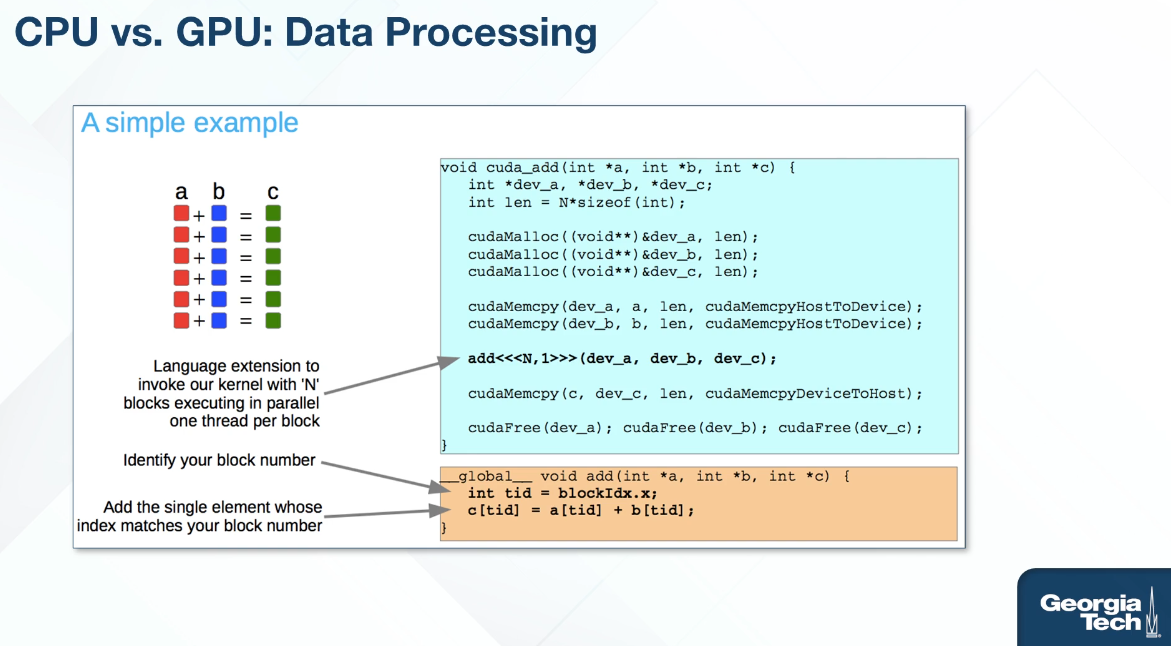 CPU vs. GPU: Data Processing
A simple example
a b c
+ =
+ =
+ =
+ =
+ =
+ =
Language extension to
invoke our kernel with 'N'
blocks executing in parallel
one thread per block
Identify your block number
Add the single element whose
index matches your block number
void cuda_add(int *a, int *b, int *c) {
int *dev_a, *dev_b, *dev_c;
int len = N*sizeof(int);
cudaMalloc((void**)&dev_a, len);
cudaMalloc((void**)&dev_b, len);
cudaMalloc((void**)&dev_c, len);
cudaMemcpy(dev_a, a, len, cudaMemcpyHostToDevice);
cudaMemcpy(dev_b, b, len, cudaMemcpyHostToDevice);
add<<<N,1>>>(dev_a, dev_b, dev_c);
cudaMemcpy(c, dev_c, len, cudaMemcpyDeviceToHost);
cudaFree(dev_a); cudaFree(dev_b); cudaFree(dev_c);
}
__global__ void add(int *a, int *b, int *c) {
int tid = blockIdx.x;
c[tid] = a[tid] + b[tid];
}
Georgia
Tech